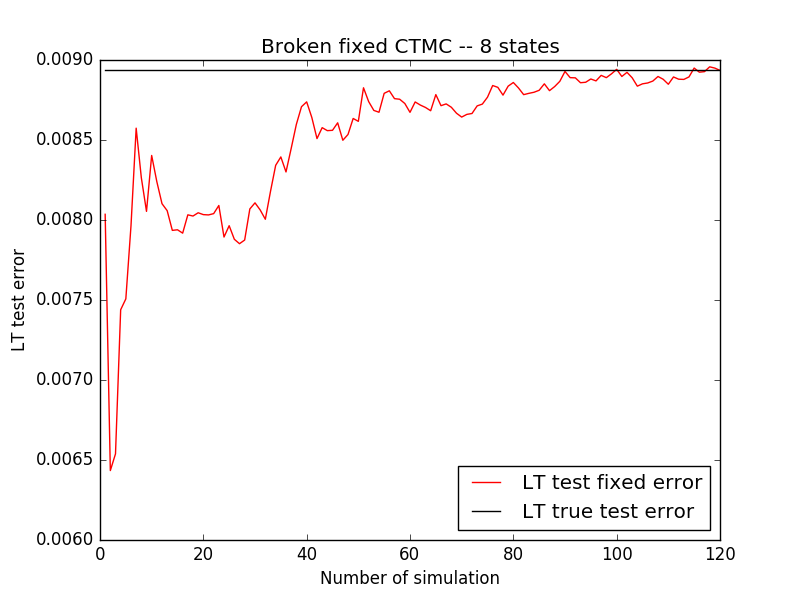 Broken fixed CTMC -- 8 states
LT test error
0.0090
0.0085
0.0080
0.0075
0.0070
0.0065
0.0060
0 20 40 60 80 100 120
Number of simulation
LT test fixed error
LT true test error